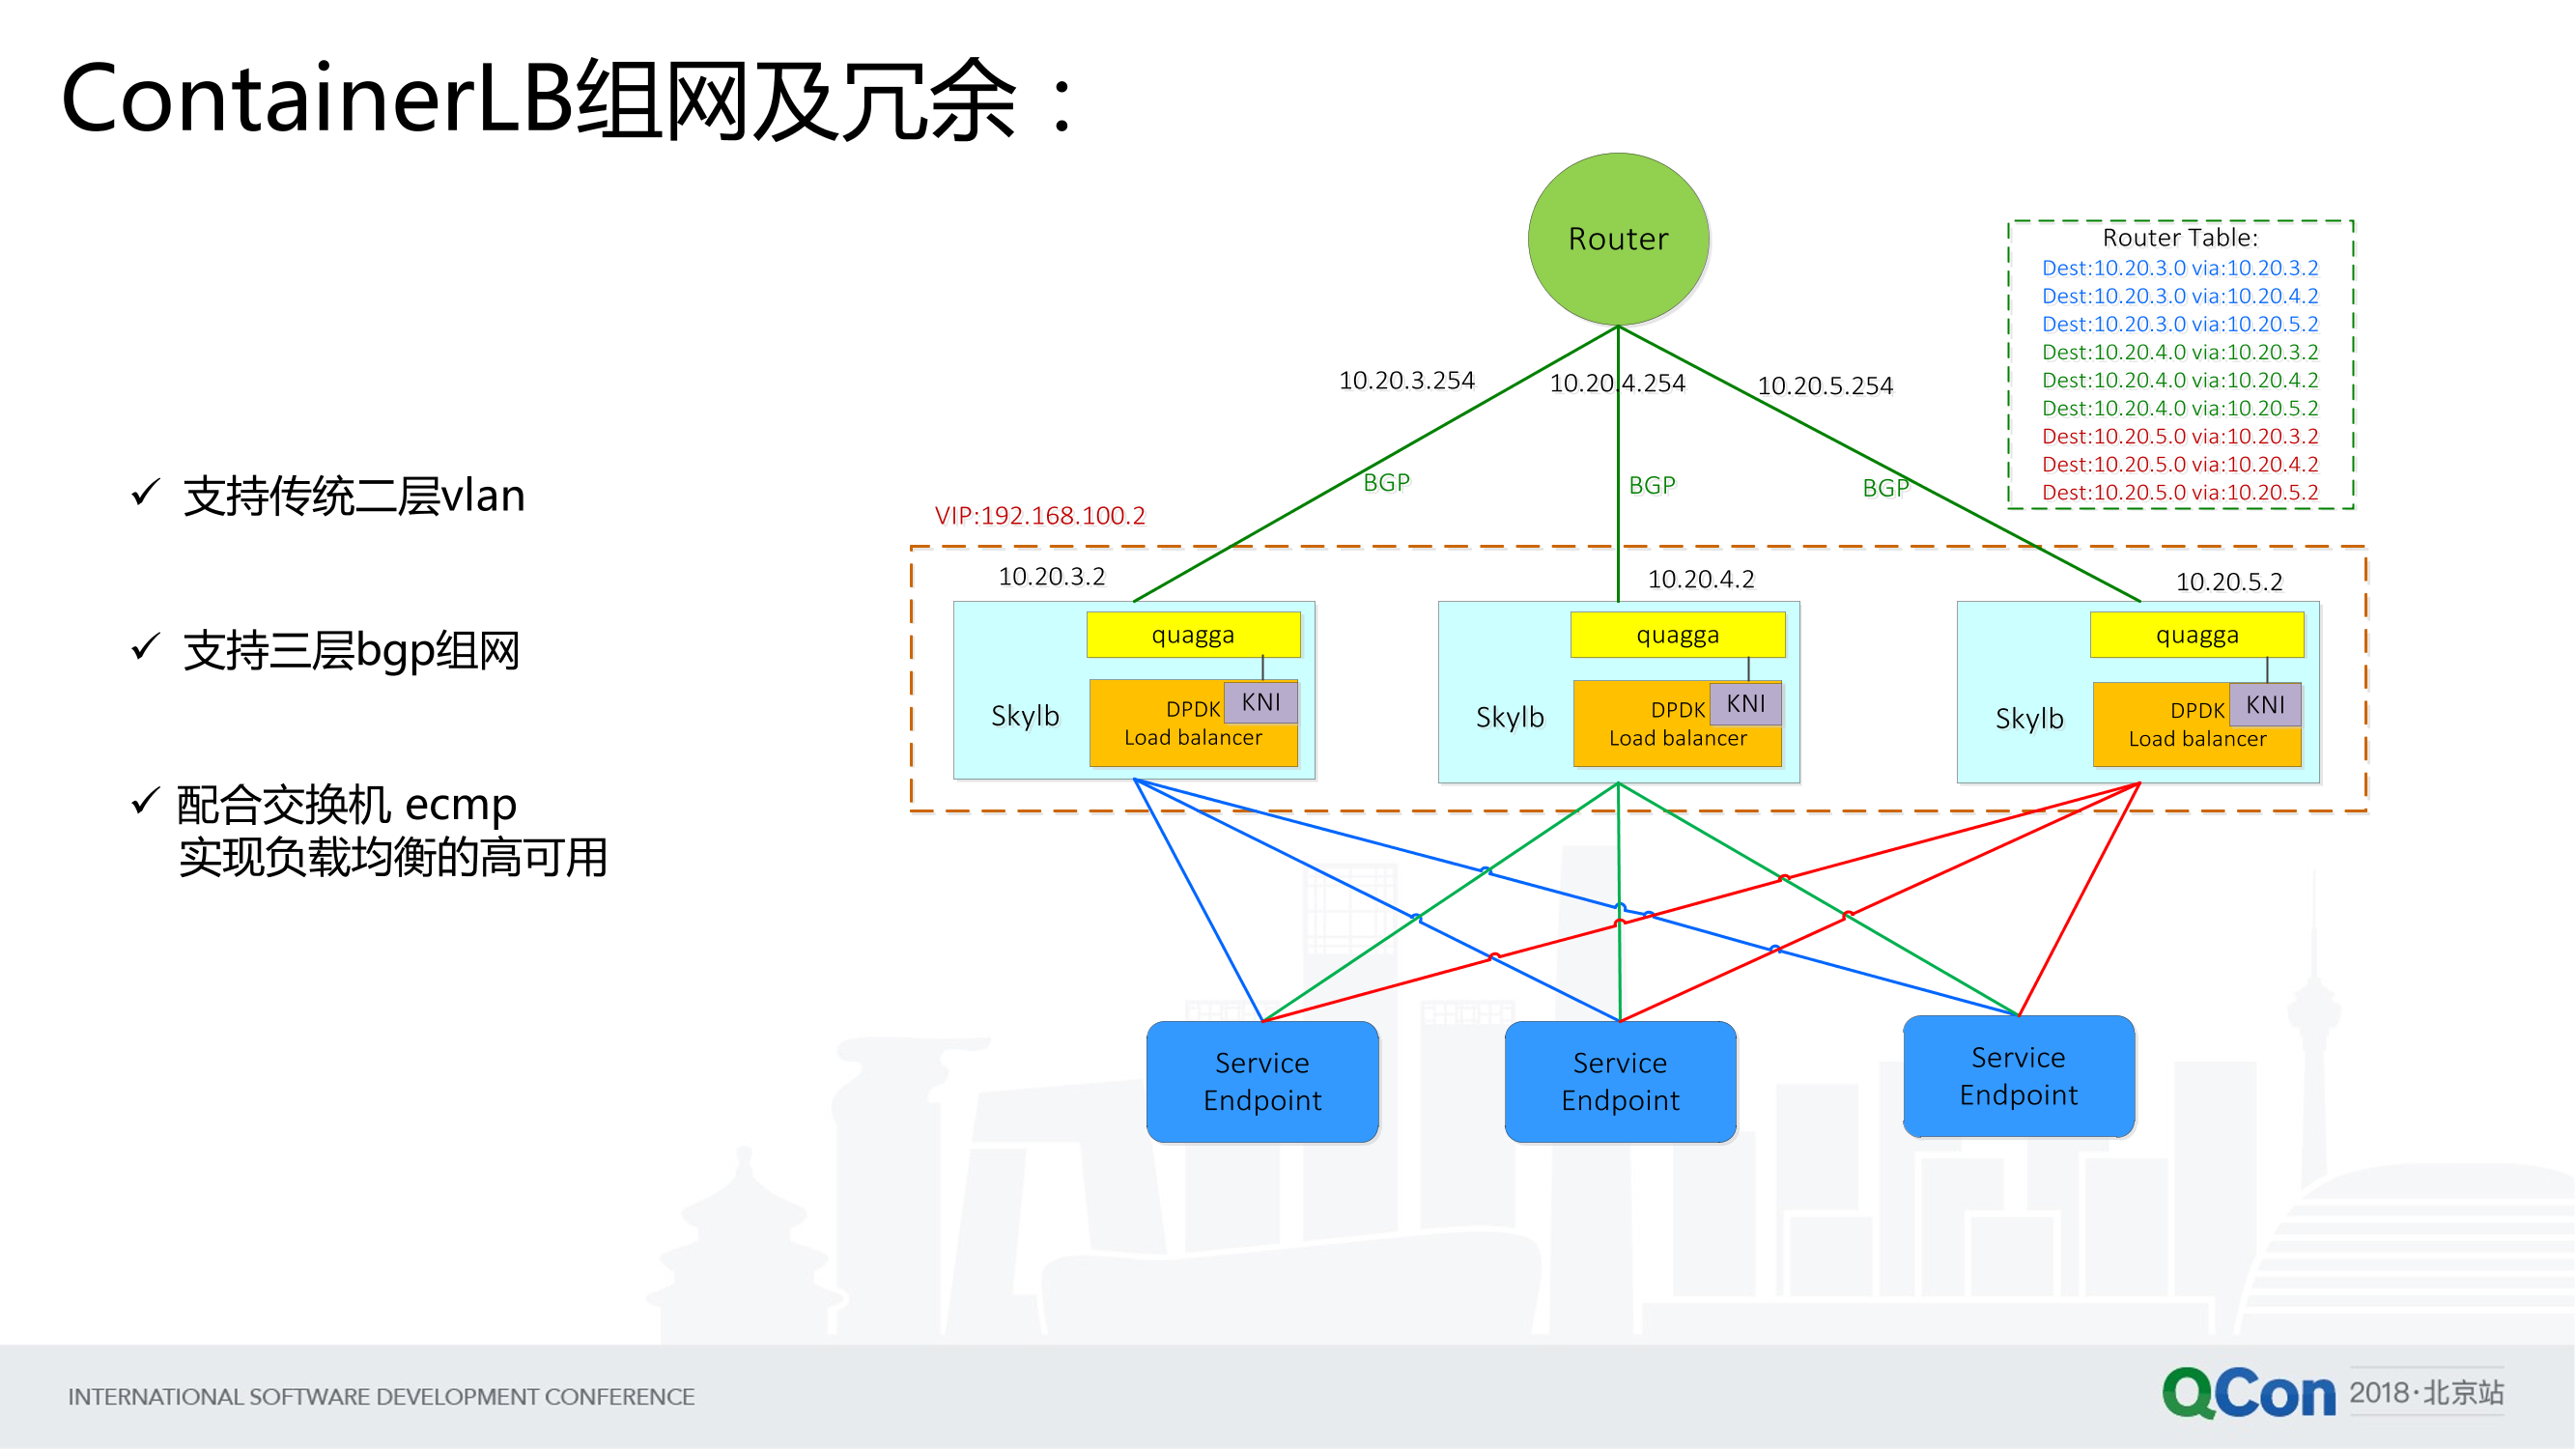 ContainerLB组网及冗余：
✓ 支持传统二层vlan
✓ 支持三层bgp组网
✓ 配合交换机 ecmp
实现负载均衡的高可用
Router
Router Table:
Dest:10.20.3.0 via:10.20.3.2
Dest:10.20.3.0 via:10.20.4.2
Dest:10.20.3.0 via:10.20.5.2
Dest:10.20.4.0 via:10.20.3.2
Dest:10.20.4.0 via:10.20.4.2
Dest:10.20.4.0 via:10.20.5.2
Dest:10.20.5.0 via:10.20.3.2
Dest:10.20.5.0 via:10.20.4.2
Dest:10.20.5.0 via:10.20.5.2
10.20.3.254
10.20.4.254
10.20.5.254
BGP
BGP
BGP
VIP:192.168.100.2
10.20.3.2
quagga
KNI
Skylb
DPDK
Load balancer
10.20.4.2
quagga
KNI
Skylb
DPDK
Load balancer
10.20.5.2
quagga
KNI
Skylb
DPDK
Load balancer
Service
Endpoint
Service
Endpoint
Service
Endpoint
INTERNATIONAL SOFTWARE DEVELOPMENT CONFERENCE
QCon 2018·北京站